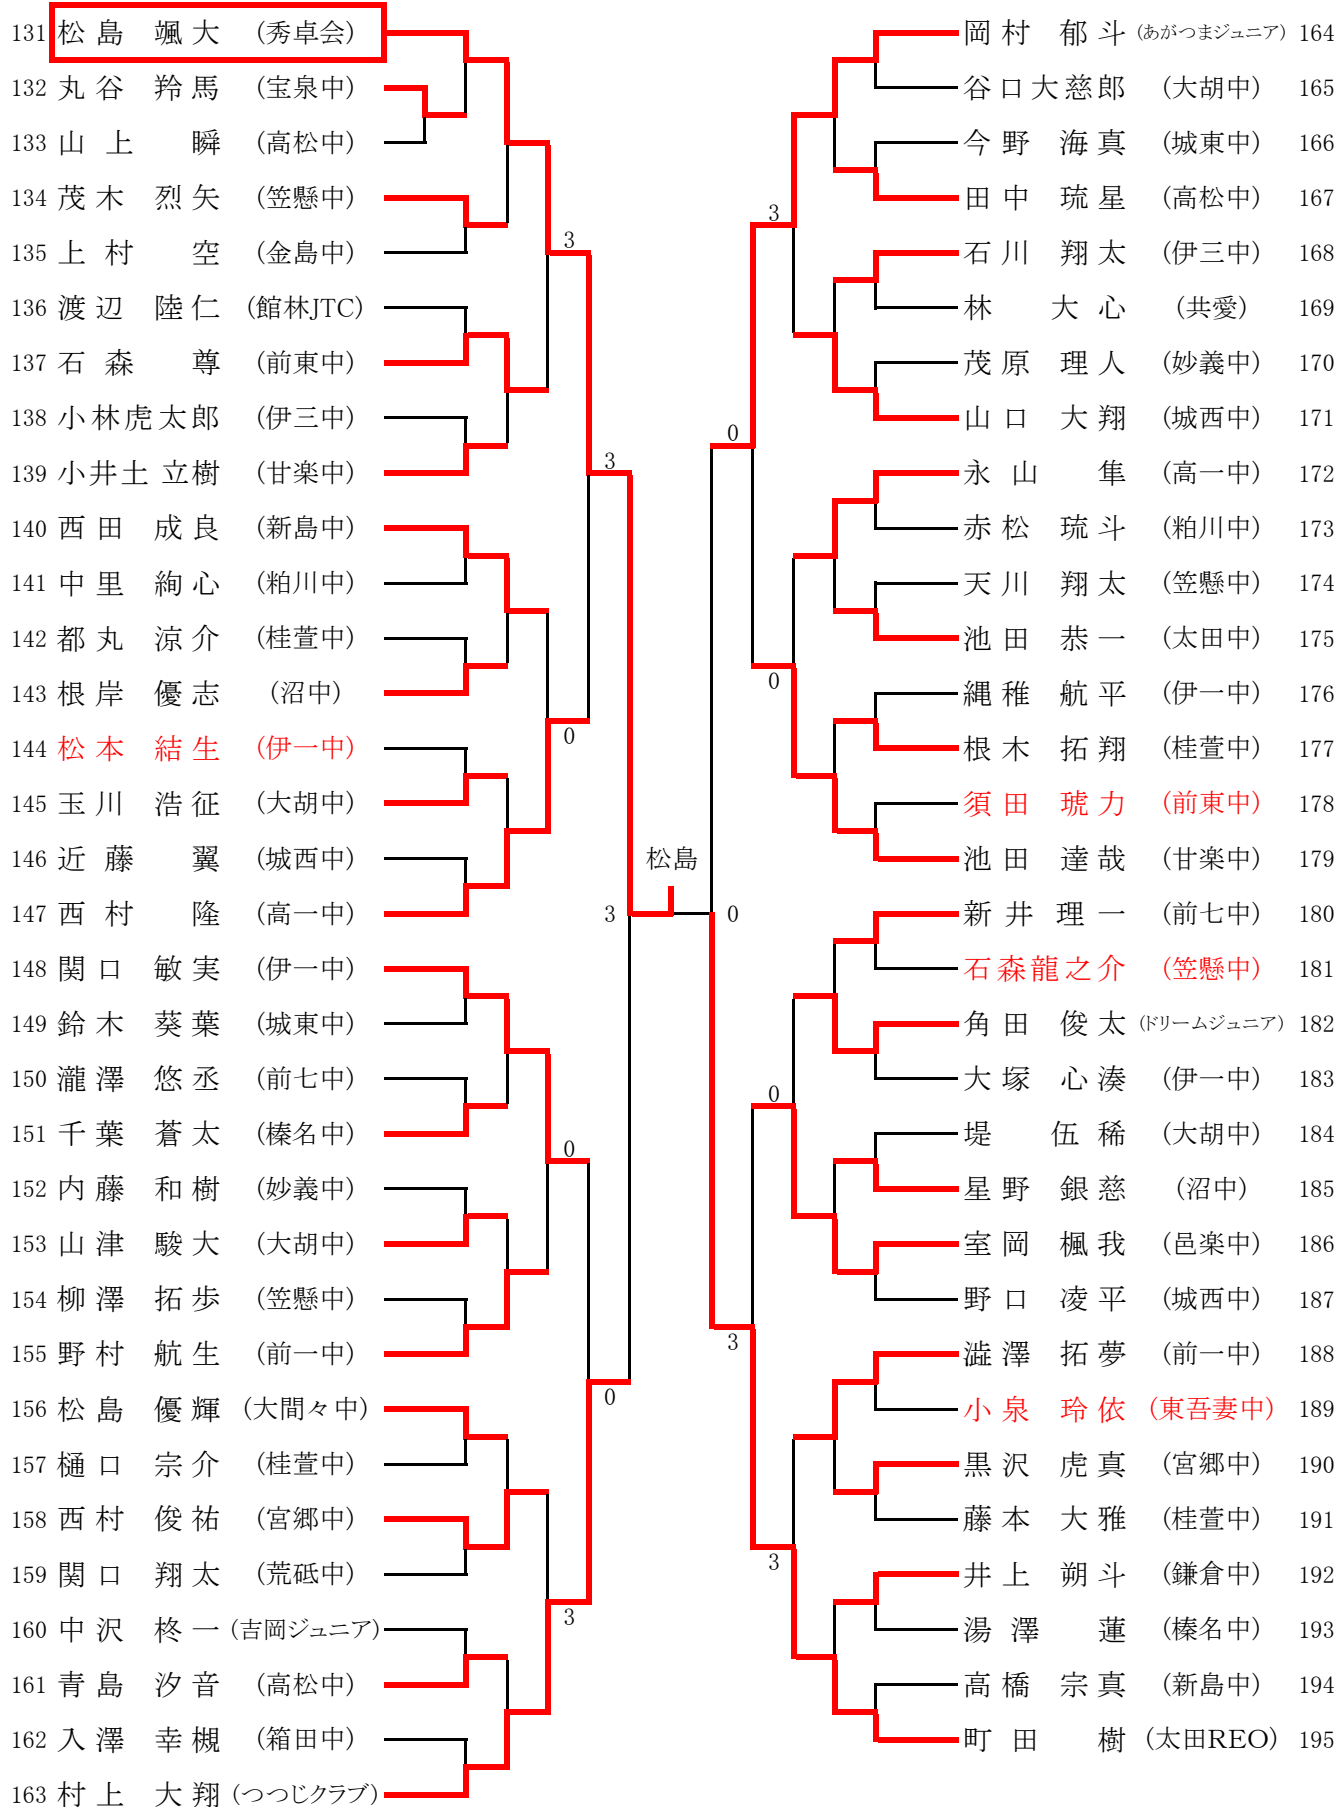 131 松島 颯大 (秀卓会)
132 丸谷 羚馬 (宝泉中)
133 山上 瞬 (高松中)
134 茂木 烈矢 (笠懸中)
135 上村 空 (金島中)
136 渡辺 陸仁 (館林JTC)
137 石森 尊 (前東中)
138 小林虎太郎 (伊三中)
139 小井土 立樹 (甘楽中)
140 西田 成良 (新島中)
141 中里 絢心 (粕川中)
142 都丸 涼介 (桂萱中)
143 根岸 優志 (沼中)
144 松本 結生 (伊一中)
145 玉川 浩征 (大胡中)
146 近藤 翼 (城西中)
147 西村 隆 (高一中)
148 関口 敏実 (伊一中)
149 鈴木 葵葉 (城東中)
150 瀧澤 悠丞 (前七中)
151 千葉 蒼太 (榛名中)
152 内藤 和樹 (妙義中)
153 山津 駿大 (大胡中)
154 柳澤 拓歩 (笠懸中)
155 野村 航生 (前一中)
156 松島 優輝 (大間々中)
157 樋口 宗介 (桂萱中)
158 西村 俊祐 (宮郷中)
159 関口 翔太 (荒砥中)
160 中沢 柊一 (吉岡ジュニア)
161 青島 汐音 (高松中)
162 入澤 幸槻 (箱田中)
163 村上 大翔 (つつじクラブ)
3
3
0
0
3
0
3
松島
3
0
0
0
0
3
3
岡村 郁斗 (あがつまジュニア) 164
谷口大慈郎 (大胡中) 165
今野 海真 (城東中) 166
田中 琉星 (高松中) 167
石川 翔太 (伊三中) 168
林 大心 (共愛) 169
茂原 理人 (妙義中) 170
山口 大翔 (城西中) 171
永山 隼 (高一中) 172
赤松 琉斗 (粕川中) 173
天川 翔太 (笠懸中) 174
池田 恭一 (太田中) 175
縄稚 航平 (伊一中) 176
根木 拓翔 (桂萱中) 177
須田 琥力 (前東中) 178
池田 達哉 (甘楽中) 179
新井 理一 (前七中) 180
石森龍之介 (笠懸中) 181
角田 俊太 (ドリームジュニア) 182
大塚 心湊 (伊一中) 183
堤 伍稀 (大胡中) 184
星野 銀慈 (沼中) 185
室岡 楓我 (邑楽中) 186
野口 凌平 (城西中) 187
澁澤 拓夢 (前一中) 188
小泉 玲依 (東吾妻中) 189
黒沢 虎真 (宮郷中) 190
藤本 大雅 (桂萱中) 191
井上 朔斗 (鎌倉中) 192
湯澤 蓮 (榛名中) 193
高橋 宗真 (新島中) 194
町田 樹 (太田REO) 195